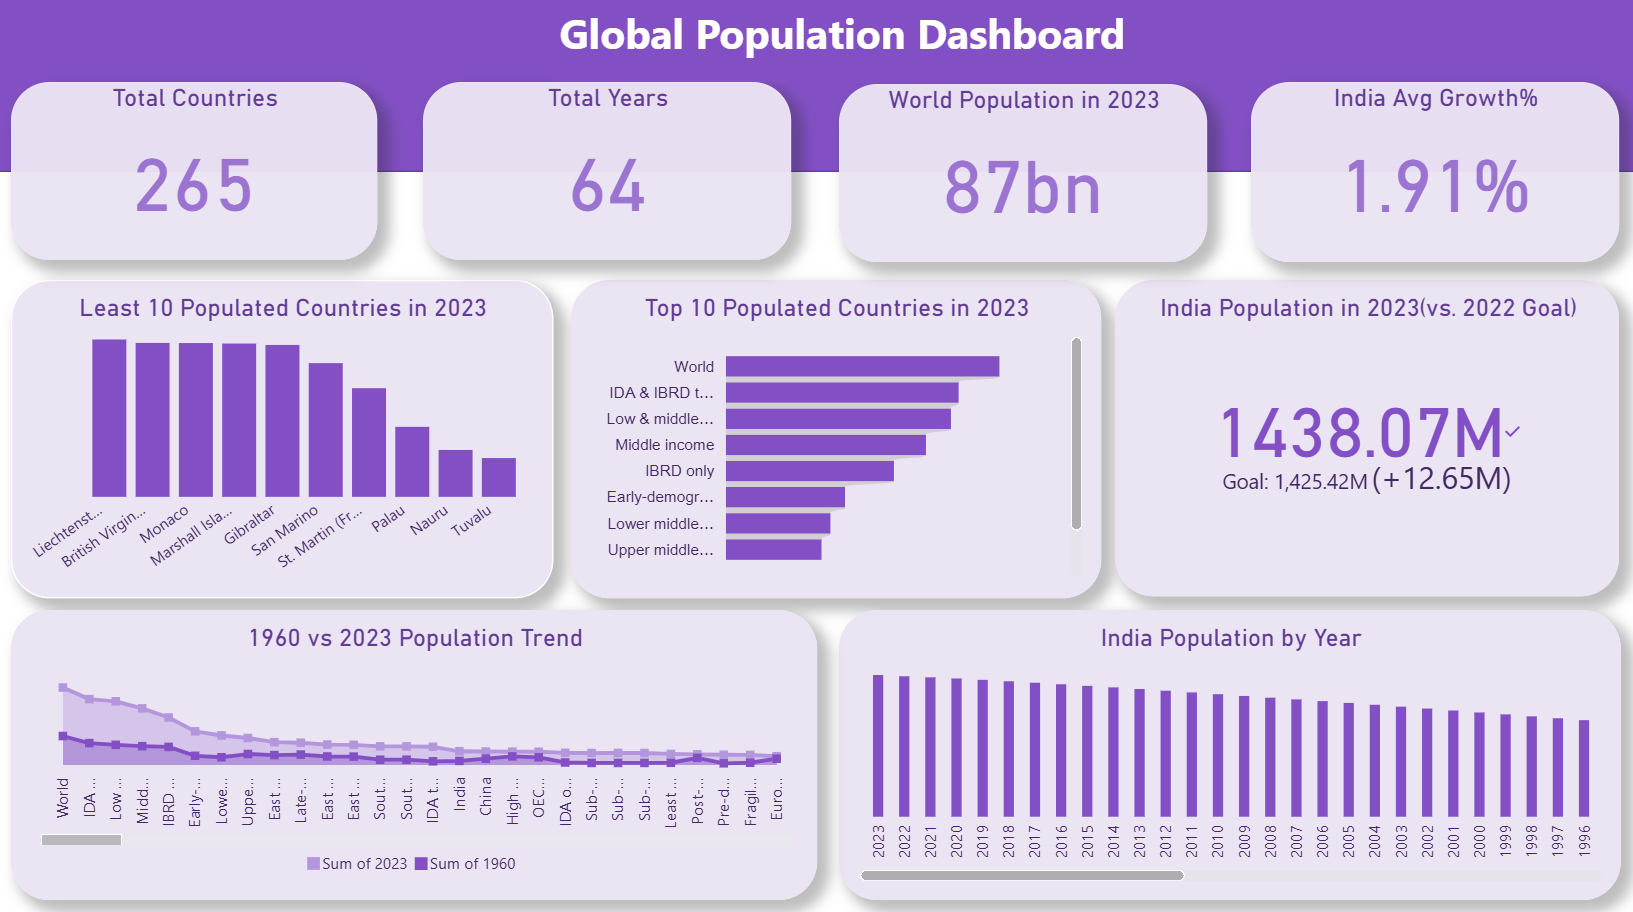 Global Population Dashboard
Total Countries
265
Total Years
64
World Population in 2023
87bn
India Avg Growth%
1.91%
Least 10 Populated Countries in 2023
Liechtenst...
British Virgin...
Monaco
Marshall Isla...
Gibraltar
San Marino
St. Martin (Fr...
Palau
Nauru
Tuvalu
Top 10 Populated Countries in 2023
World
IDA & IBRD t...
Low & middle...
Middle income
IBRD only
Early-demogr...
Lower middle...
Upper middle...
India Population in 2023(vs. 2022 Goal)
1438.07M
Goal: 1,425.42M (+12.65M)
1960 vs 2023 Population Trend
World
IDA ...
Low ...
Midd...
IBRD ...
Early-...
Lowe...
Uppe...
East ...
Late-...
East ...
East ...
Sout...
Sout...
IDA t...
India
China
High ...
OEC...
IDA o...
Sub-...
Sub-...
Sub-...
Least ...
Post-...
Pre-d...
Fragil...
Euro...
Sum of 2023 Sum of 1960
India Population by Year
2023
2022
2021
2020
2019
2018
2017
2016
2015
2014
2013
2012
2011
2010
2009
2008
2007
2006
2005
2004
2003
2002
2001
2000
1999
1998
1997
1996